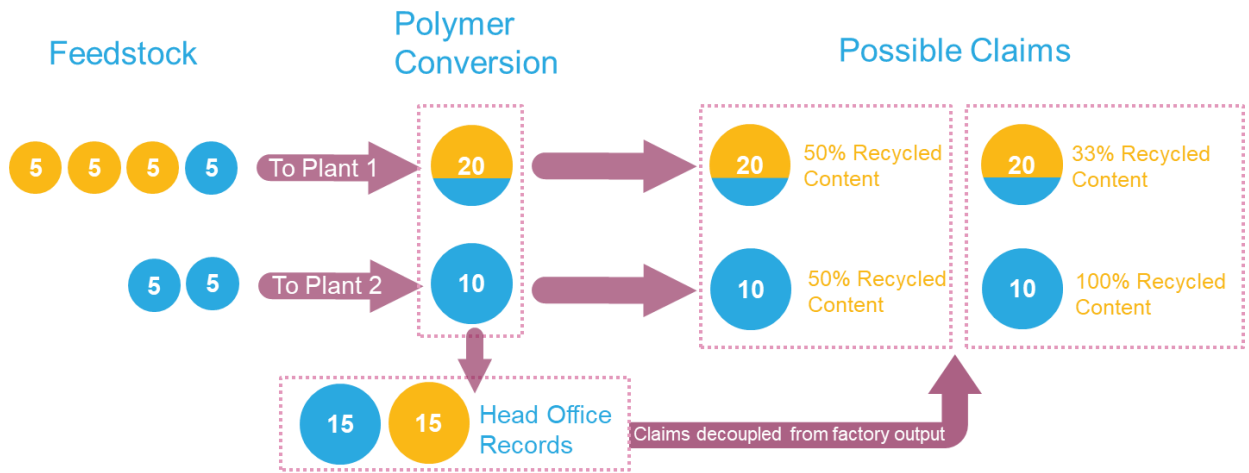 Feedstock
Polymer
Conversion
Possible Claims
5 5 5 5
To Plant 1
20
20
50% Recycled
Content
20
33% Recycled
Content
5 5
To Plant 2
10
10
50% Recycled
Content
10
100% Recycled
Content
15 15
Head Office
Records
Claims decoupled from factory output